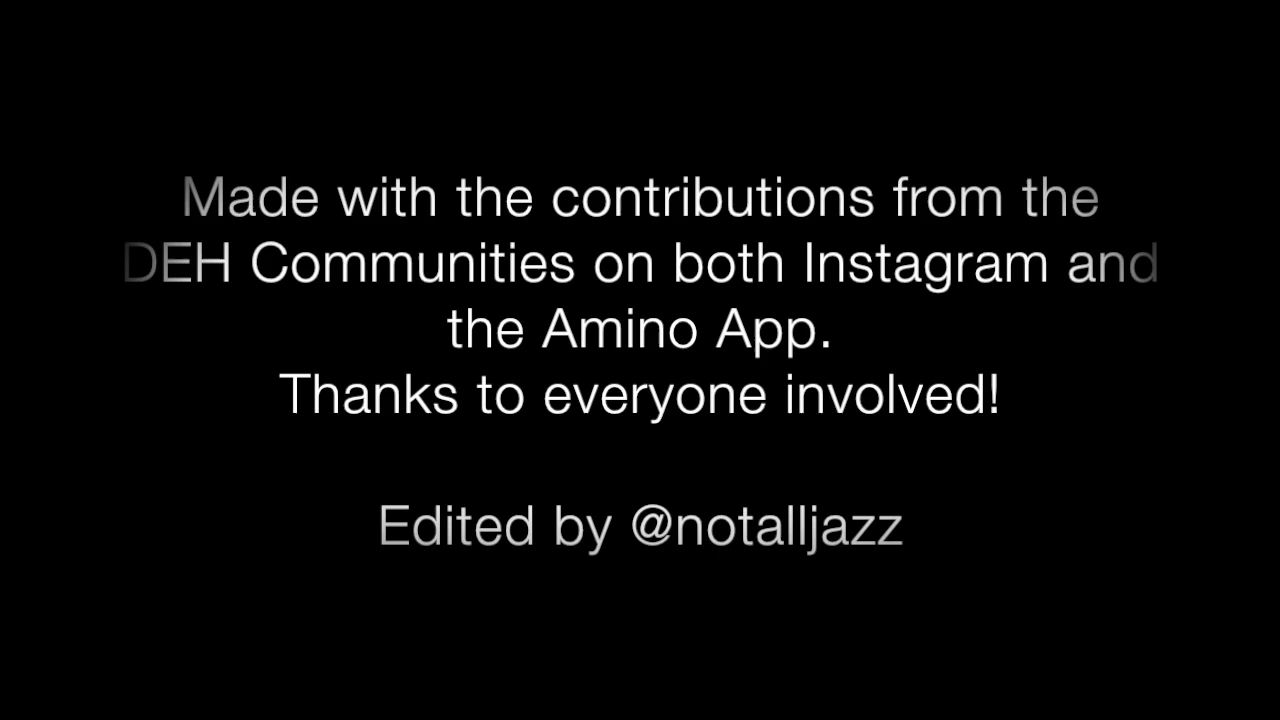 Made with the contributions from the
DEH Communities on both Instagram and
the Amino App.
Thanks to everyone involved!
Edited by @notalljazz